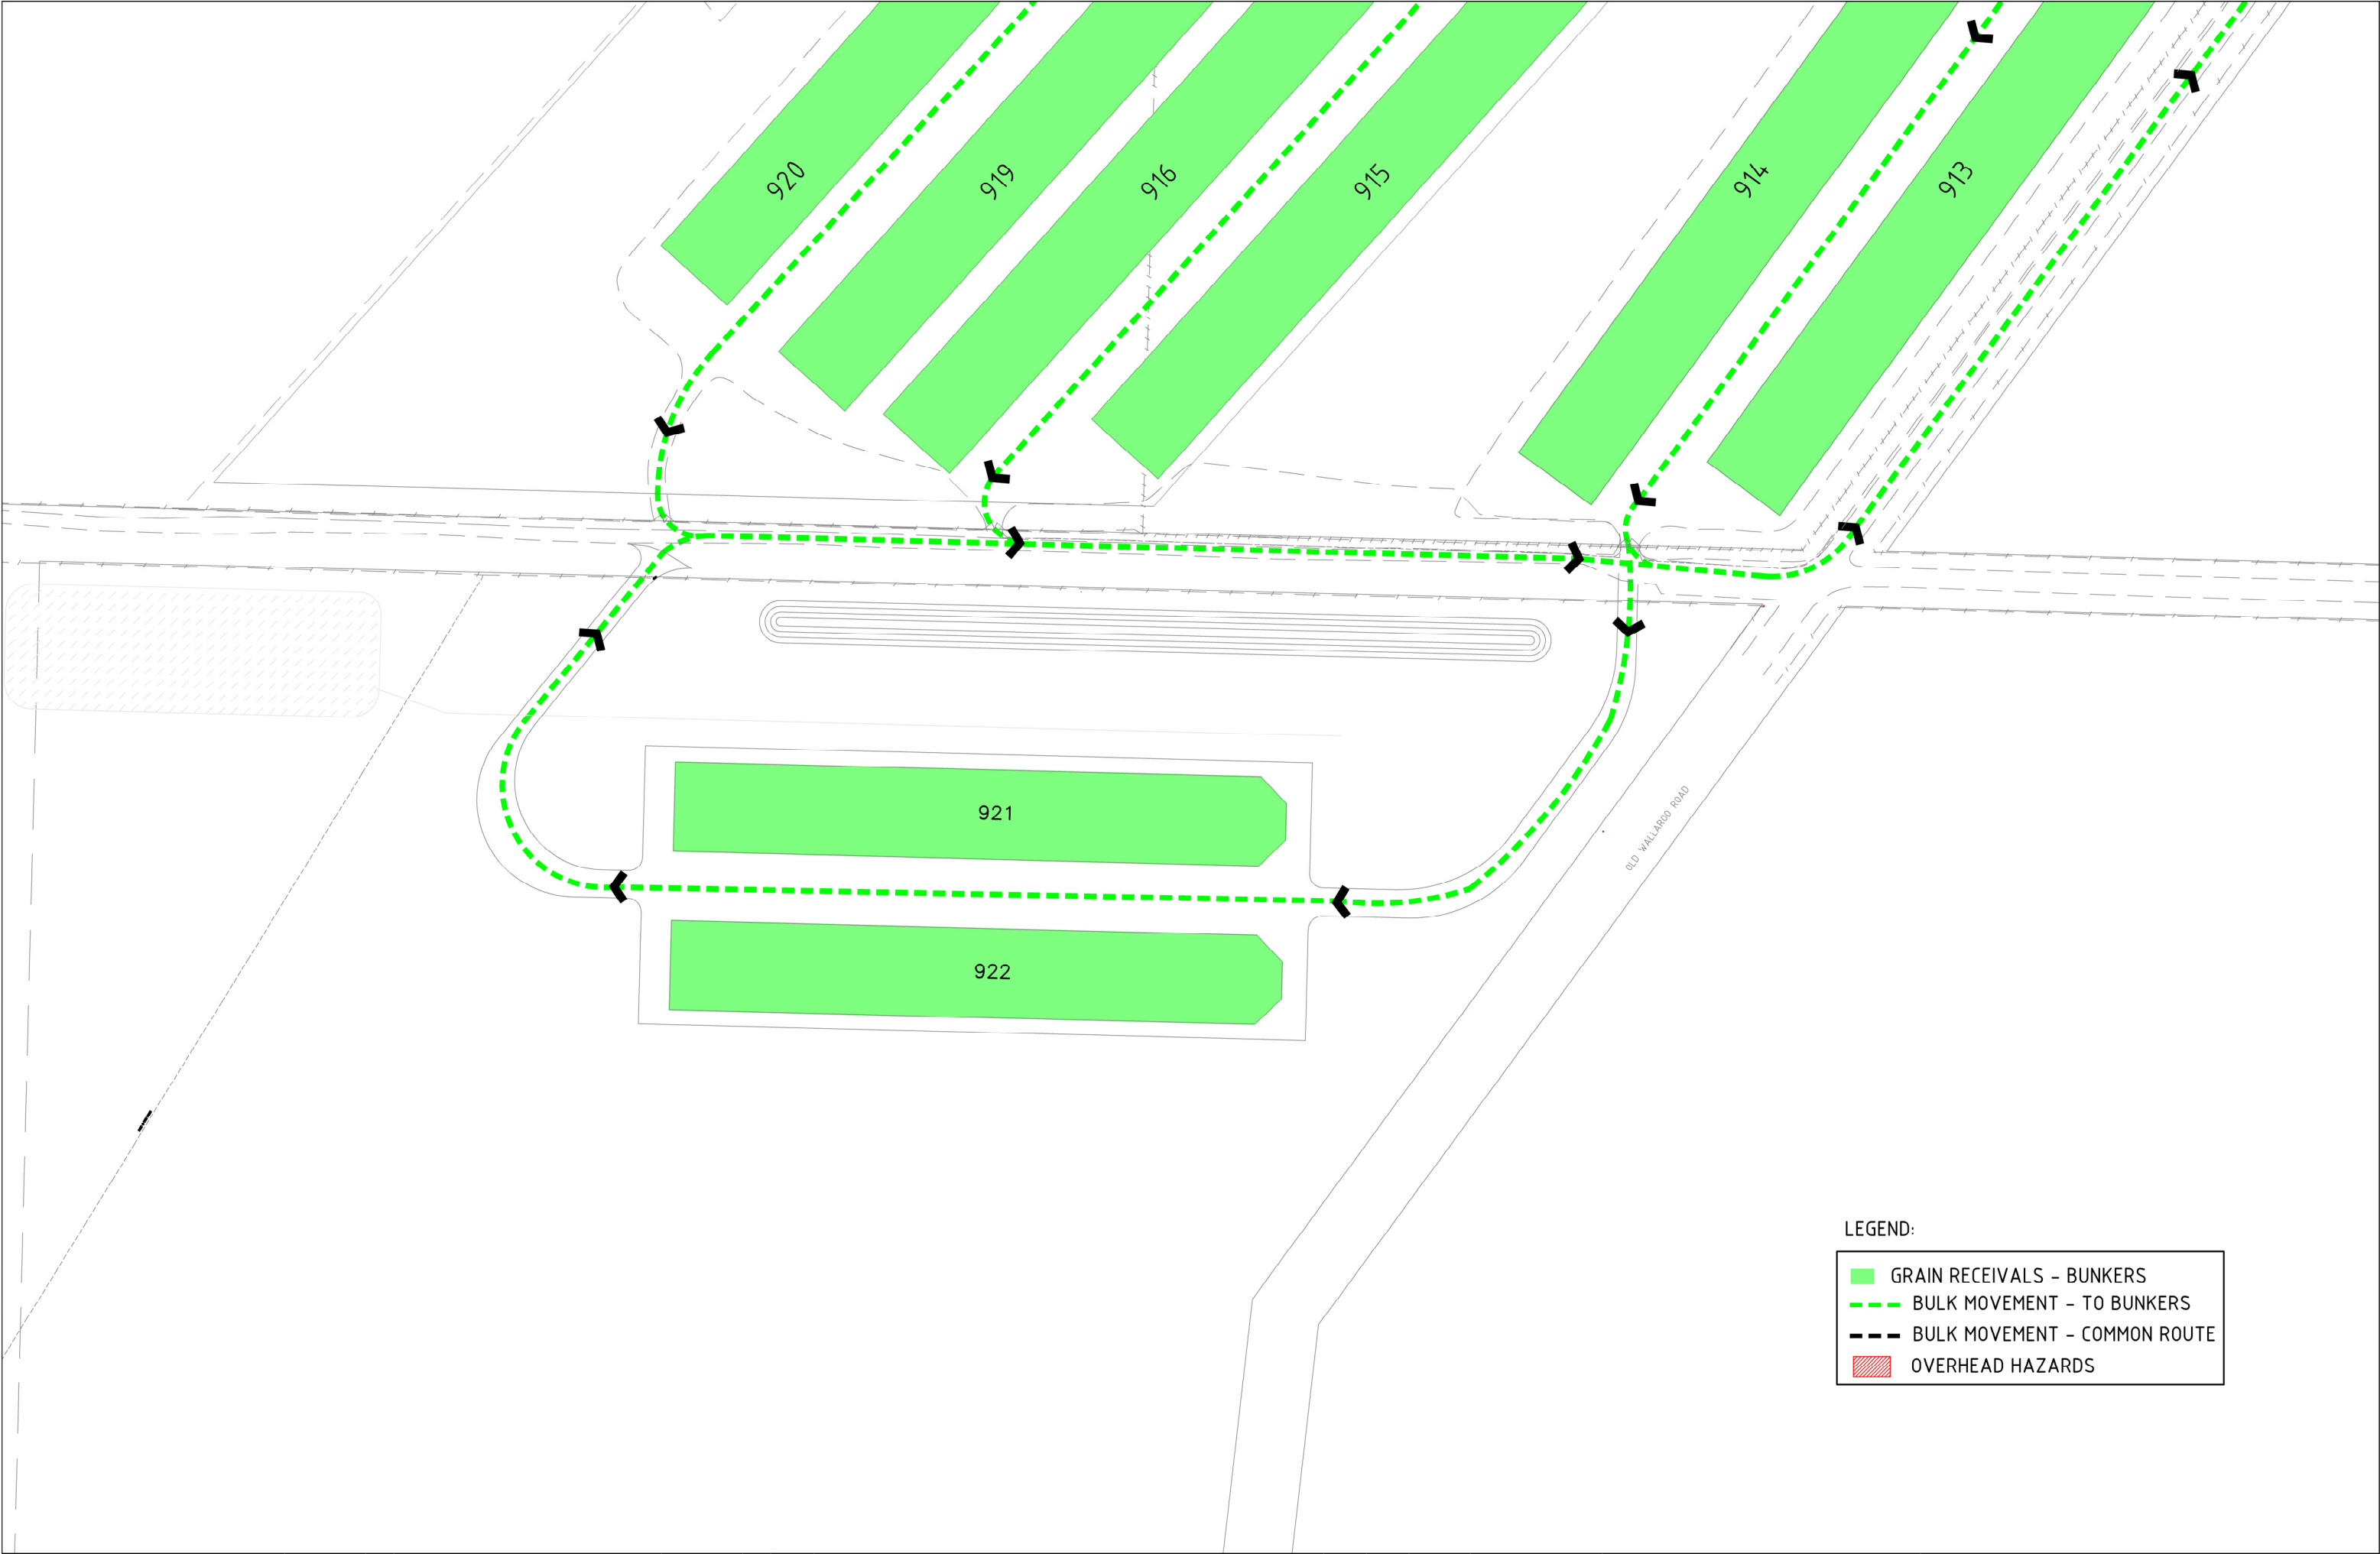 920
919
916
915
914
913
921
922
OLD WALLAROO ROAD
LEGEND:
GRAIN RECEIVALS - BUNKERS
BULK MOVEMENT - TO BUNKERS
BULK MOVEMENT - COMMON ROUTE
OVERHEAD HAZARDS